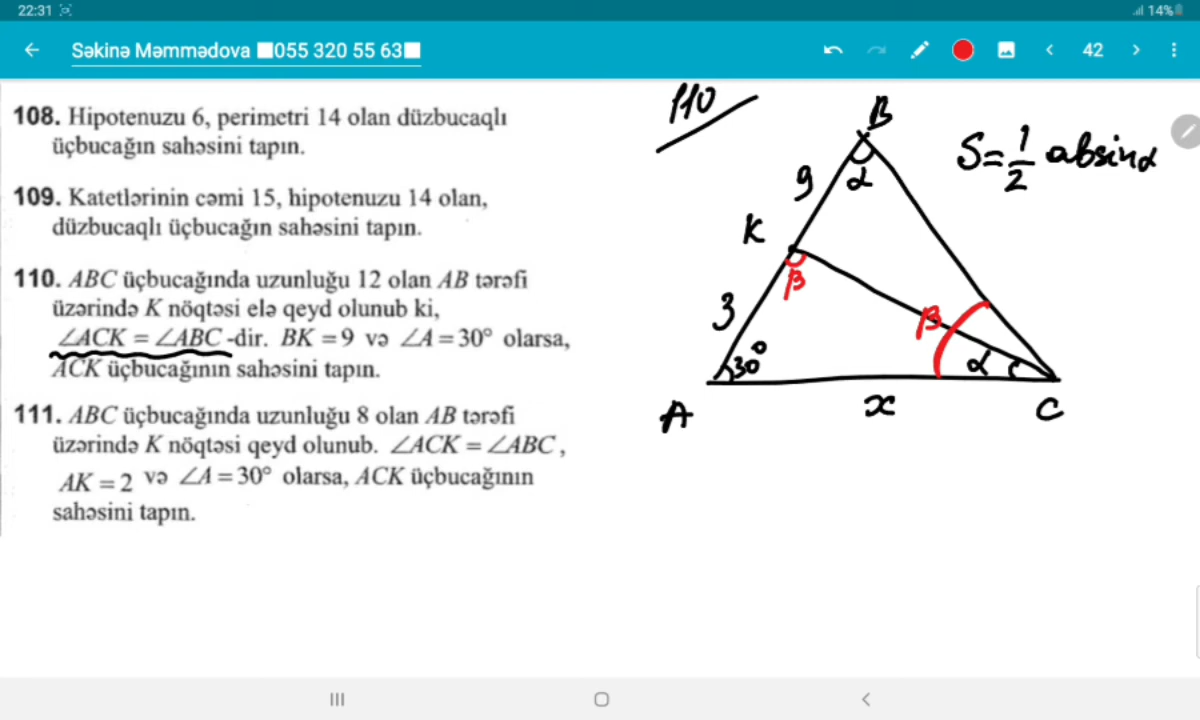 22:31
14%
Səkinə Məmmədova 055 320 55 63
42
108. Hipotenuzu 6, perimetri 14 olan düzbucaqlı
üçbucağın sahəsini tapın.
109. Katetlərinin cəmi 15, hipotenuzu 14 olan,
düzbucaqlı üçbucağın sahəsini tapın.
110. ABC üçbucağında uzunluğu 12 olan AB tərəfi
üzərində K nöqtəsi elə qeyd olunub ki,
∠ACK = ∠ABC -dir. BK = 9 və ∠A = 30° olarsa,
ACK üçbucağının sahəsini tapın.
111. ABC üçbucağında uzunluğu 8 olan AB tərəfi
üzərində K nöqtəsi qeyd olunub. ∠ACK = ∠ABC,
AK = 2 və ∠A = 30° olarsa, ACK üçbucağının
sahəsini tapın.
110
B
S = 1/2 absinα
9
α
K
β
3
β
30°
α
A
x
C